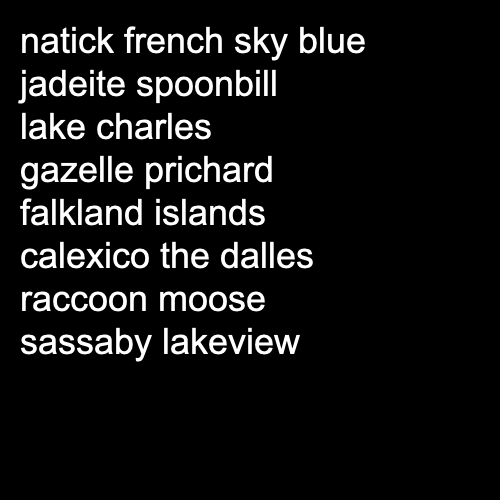 natick french sky blue
jadeite spoonbill
lake charles
gazelle prichard
falkland islands
calexico the dalles
raccoon moose
sassaby lakeview